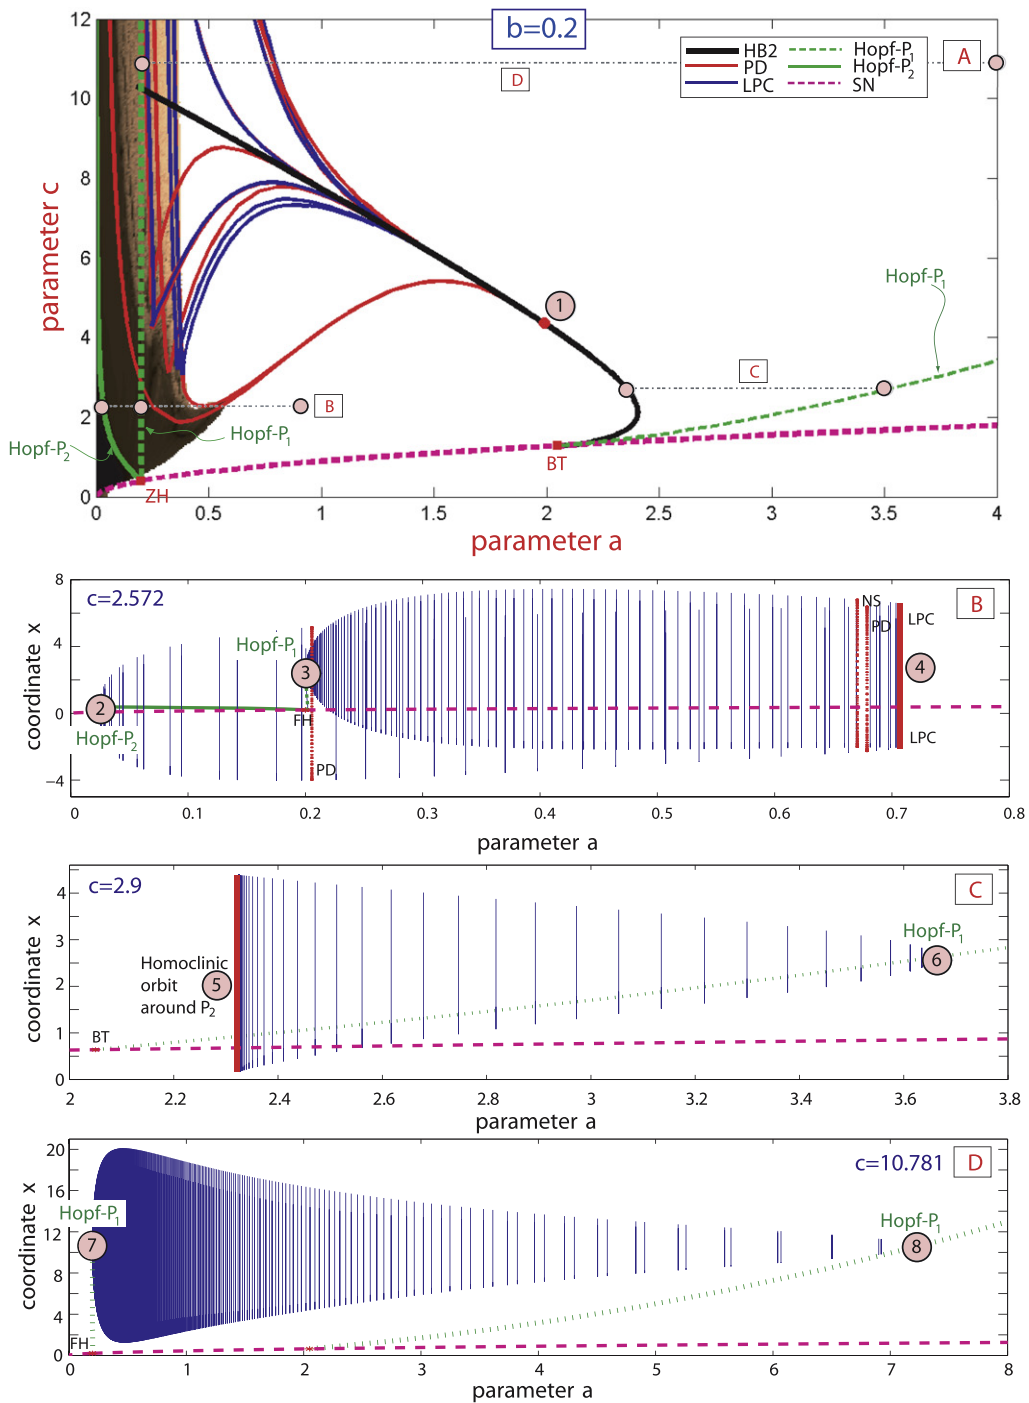 b=0.2
12
10
8
6
4
2
0
parameter c
HB2
PD
LPC
Hopf-P1
Hopf-P2
SN
A
D
1
Hopf-P1
C
B
Hopf-P1
Hopf-P2
ZH
BT
0 0.5 1 1.5 2 2.5 3 3.5 4
parameter a
c=2.572
B
8
4
0
−4
coordinate x
Hopf-P1
3
2
Hopf-P2
FH
PD
NS
PD
LPC
4
LPC
0 0.1 0.2 0.3 0.4 0.5 0.6 0.7 0.8
parameter a
c=2.9
C
4
3
2
1
0
coordinate x
Homoclinic
orbit
around P2
5
BT
Hopf-P1
6
2 2.2 2.4 2.6 2.8 3 3.2 3.4 3.6 3.8
parameter a
c=10.781
D
20
16
12
8
4
0
coordinate x
Hopf-P1
7
FH
Hopf-P1
8
0 1 2 3 4 5 6 7 8
parameter a